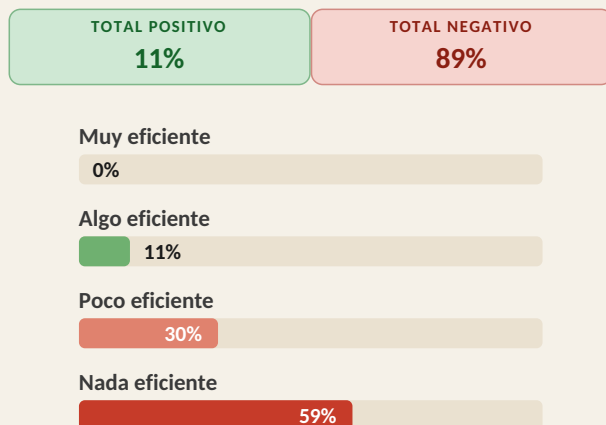 TOTAL POSITIVO
11%
TOTAL NEGATIVO
89%
Muy eficiente
0%
Algo eficiente
11%
Poco eficiente
30%
Nada eficiente
59%